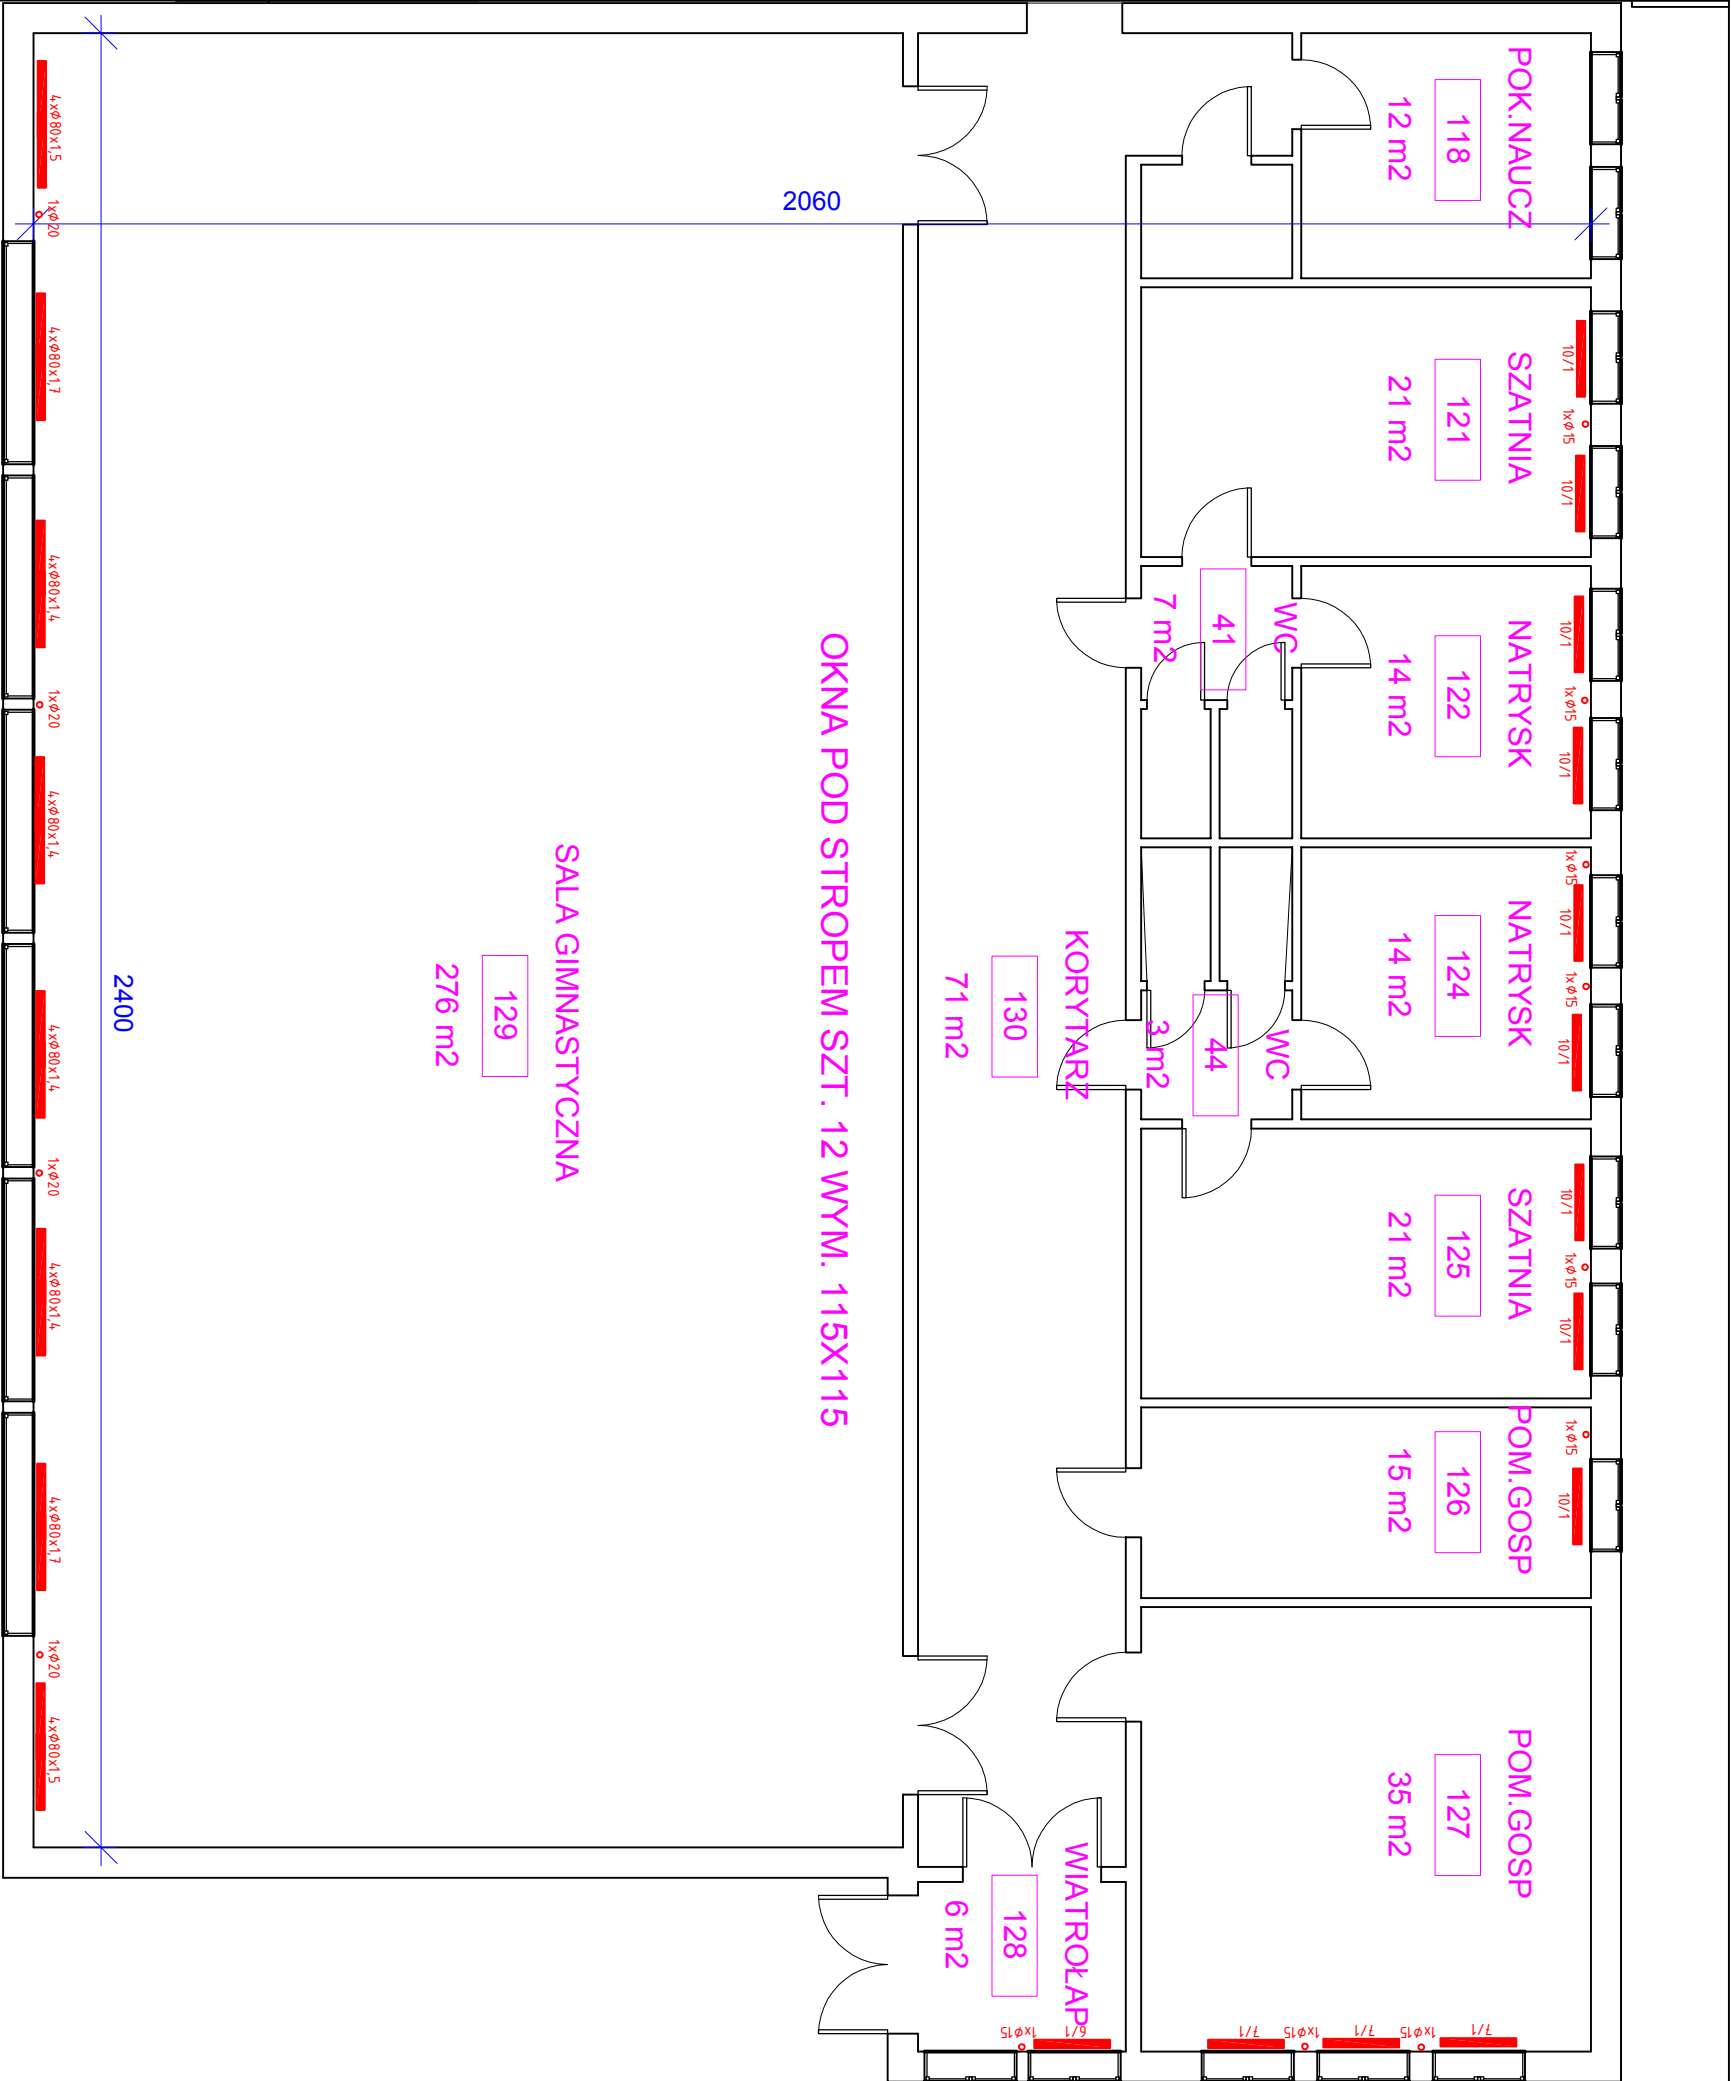 POK.NAUCZ
118
12 m2
SZATNIA
121
21 m2
10/1
1xϕ15
10/1
NATRYSK
122
14 m2
10/1
1xϕ15
10/1
WC
41
7 m2
NATRYSK
124
14 m2
1xϕ15
10/1
1xϕ15
10/1
WC
44
3 m2
SZATNIA
125
21 m2
10/1
1xϕ15
10/1
POM.GOSP
126
15 m2
1xϕ15
10/1
POM.GOSP
127
35 m2
7/1
1xϕ15
7/1
1xϕ15
7/1
WIATROŁAP
128
6 m2
6/1
1xϕ15
KORYTARZ
130
71 m2
OKNA POD STROPEM SZT. 12 WYM. 115X115
SALA GIMNASTYCZNA
129
276 m2
2060
2400
4xϕ80x1,5
1xϕ20
4xϕ80x1,7
4xϕ80x1,4
1xϕ20
4xϕ80x1,4
4xϕ80x1,4
1xϕ20
4xϕ80x1,4
4xϕ80x1,7
1xϕ20
4xϕ80x1,5